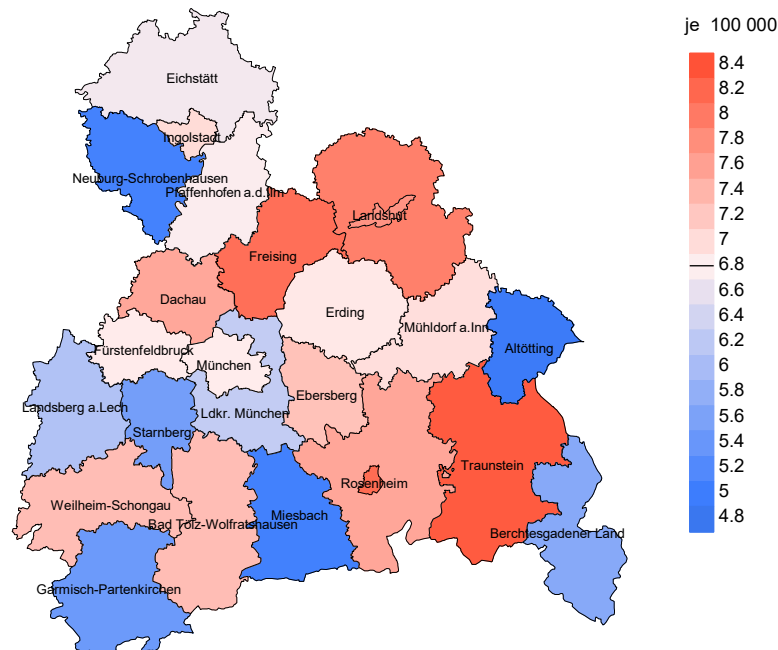 je 100 000
8.4
8.2
8
7.8
7.6
7.4
7.2
7
6.8
6.6
6.4
6.2
6
5.8
5.6
5.4
5.2
5
4.8
Eichstätt
Ingolstadt
Neuburg-Schrobenhausen
Pfaffenhofen a.d.Ilm
Landshut
Freising
Dachau
Erding
Mühldorf a.Inn
Altötting
Fürstenfeldbruck
München
Ebersberg
Landsberg a.Lech
Ldkr. München
Starnberg
Traunstein
Rosenheim
Weilheim-Schongau
Bad Tölz-Wolfratshausen
Miesbach
Berchtesgadener Land
Garmisch-Partenkirchen